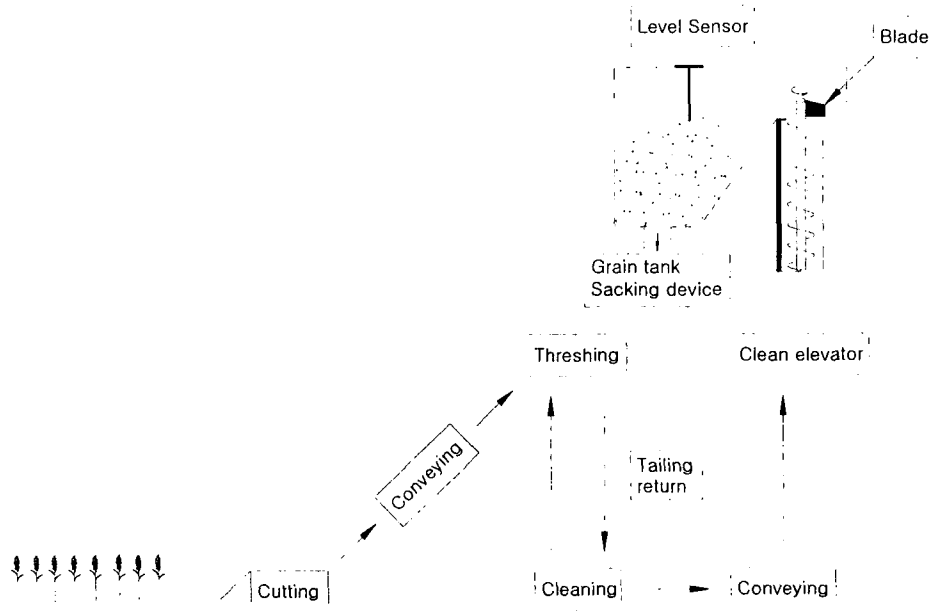 Level Sensor
Blade
Grain tank
Sacking device
Threshing
Clean elevator
Conveying
Tailing
return
Cutting
Cleaning
Conveying